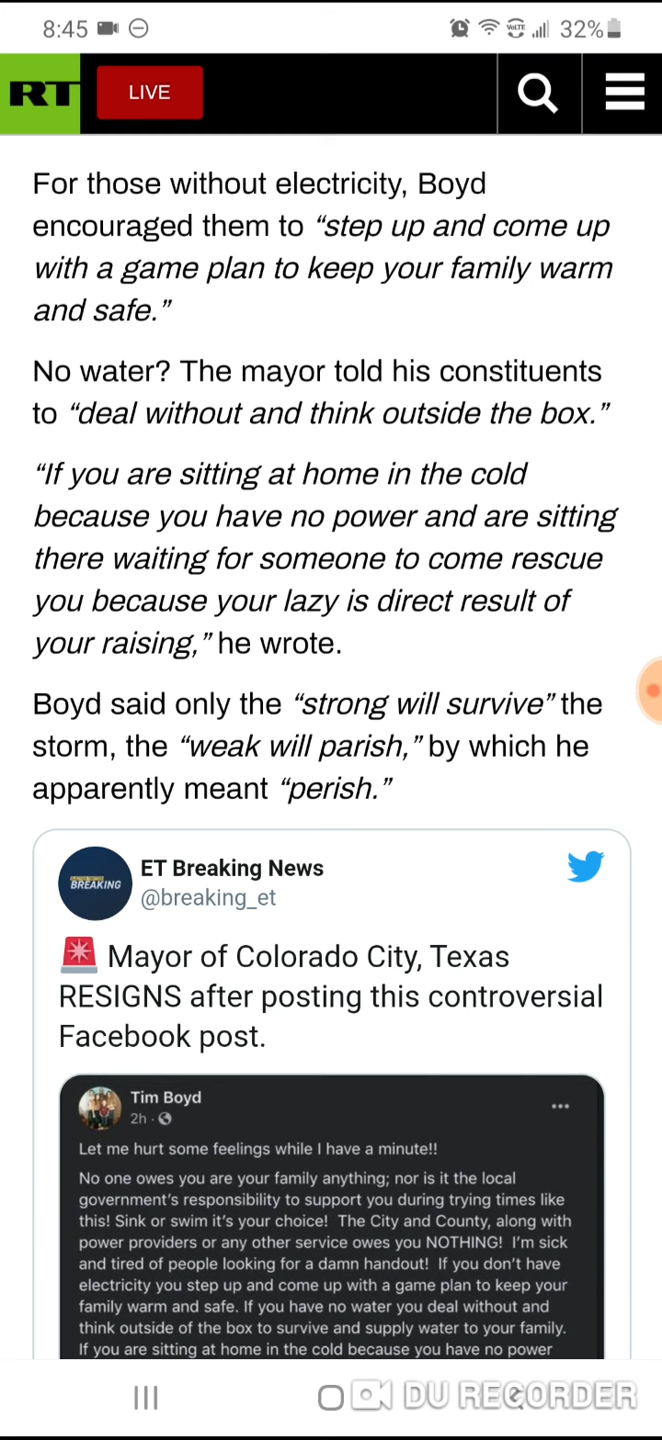 8:45
VoLTE
32%
RT
LIVE
For those without electricity, Boyd
encouraged them to “step up and come up
with a game plan to keep your family warm
and safe.”
No water? The mayor told his constituents
to “deal without and think outside the box.”
“If you are sitting at home in the cold
because you have no power and are sitting
there waiting for someone to come rescue
you because your lazy is direct result of
your raising,” he wrote.
Boyd said only the “strong will survive” the
storm, the “weak will parish,” by which he
apparently meant “perish.”
BREAKING
ET Breaking News
@breaking_et
🚨 Mayor of Colorado City, Texas
RESIGNS after posting this controversial
Facebook post.
Tim Boyd
2h ·
Let me hurt some feelings while I have a minute!!
No one owes you are your family anything; nor is it the local
government's responsibility to support you during trying times like
this! Sink or swim it's your choice! The City and County, along with
power providers or any other service owes you NOTHING! I'm sick
and tired of people looking for a damn handout! If you don't have
electricity you step up and come up with a game plan to keep your
family warm and safe. If you have no water you deal without and
think outside of the box to survive and supply water to your family.
If you are sitting at home in the cold because you have no power
DU RECORDER